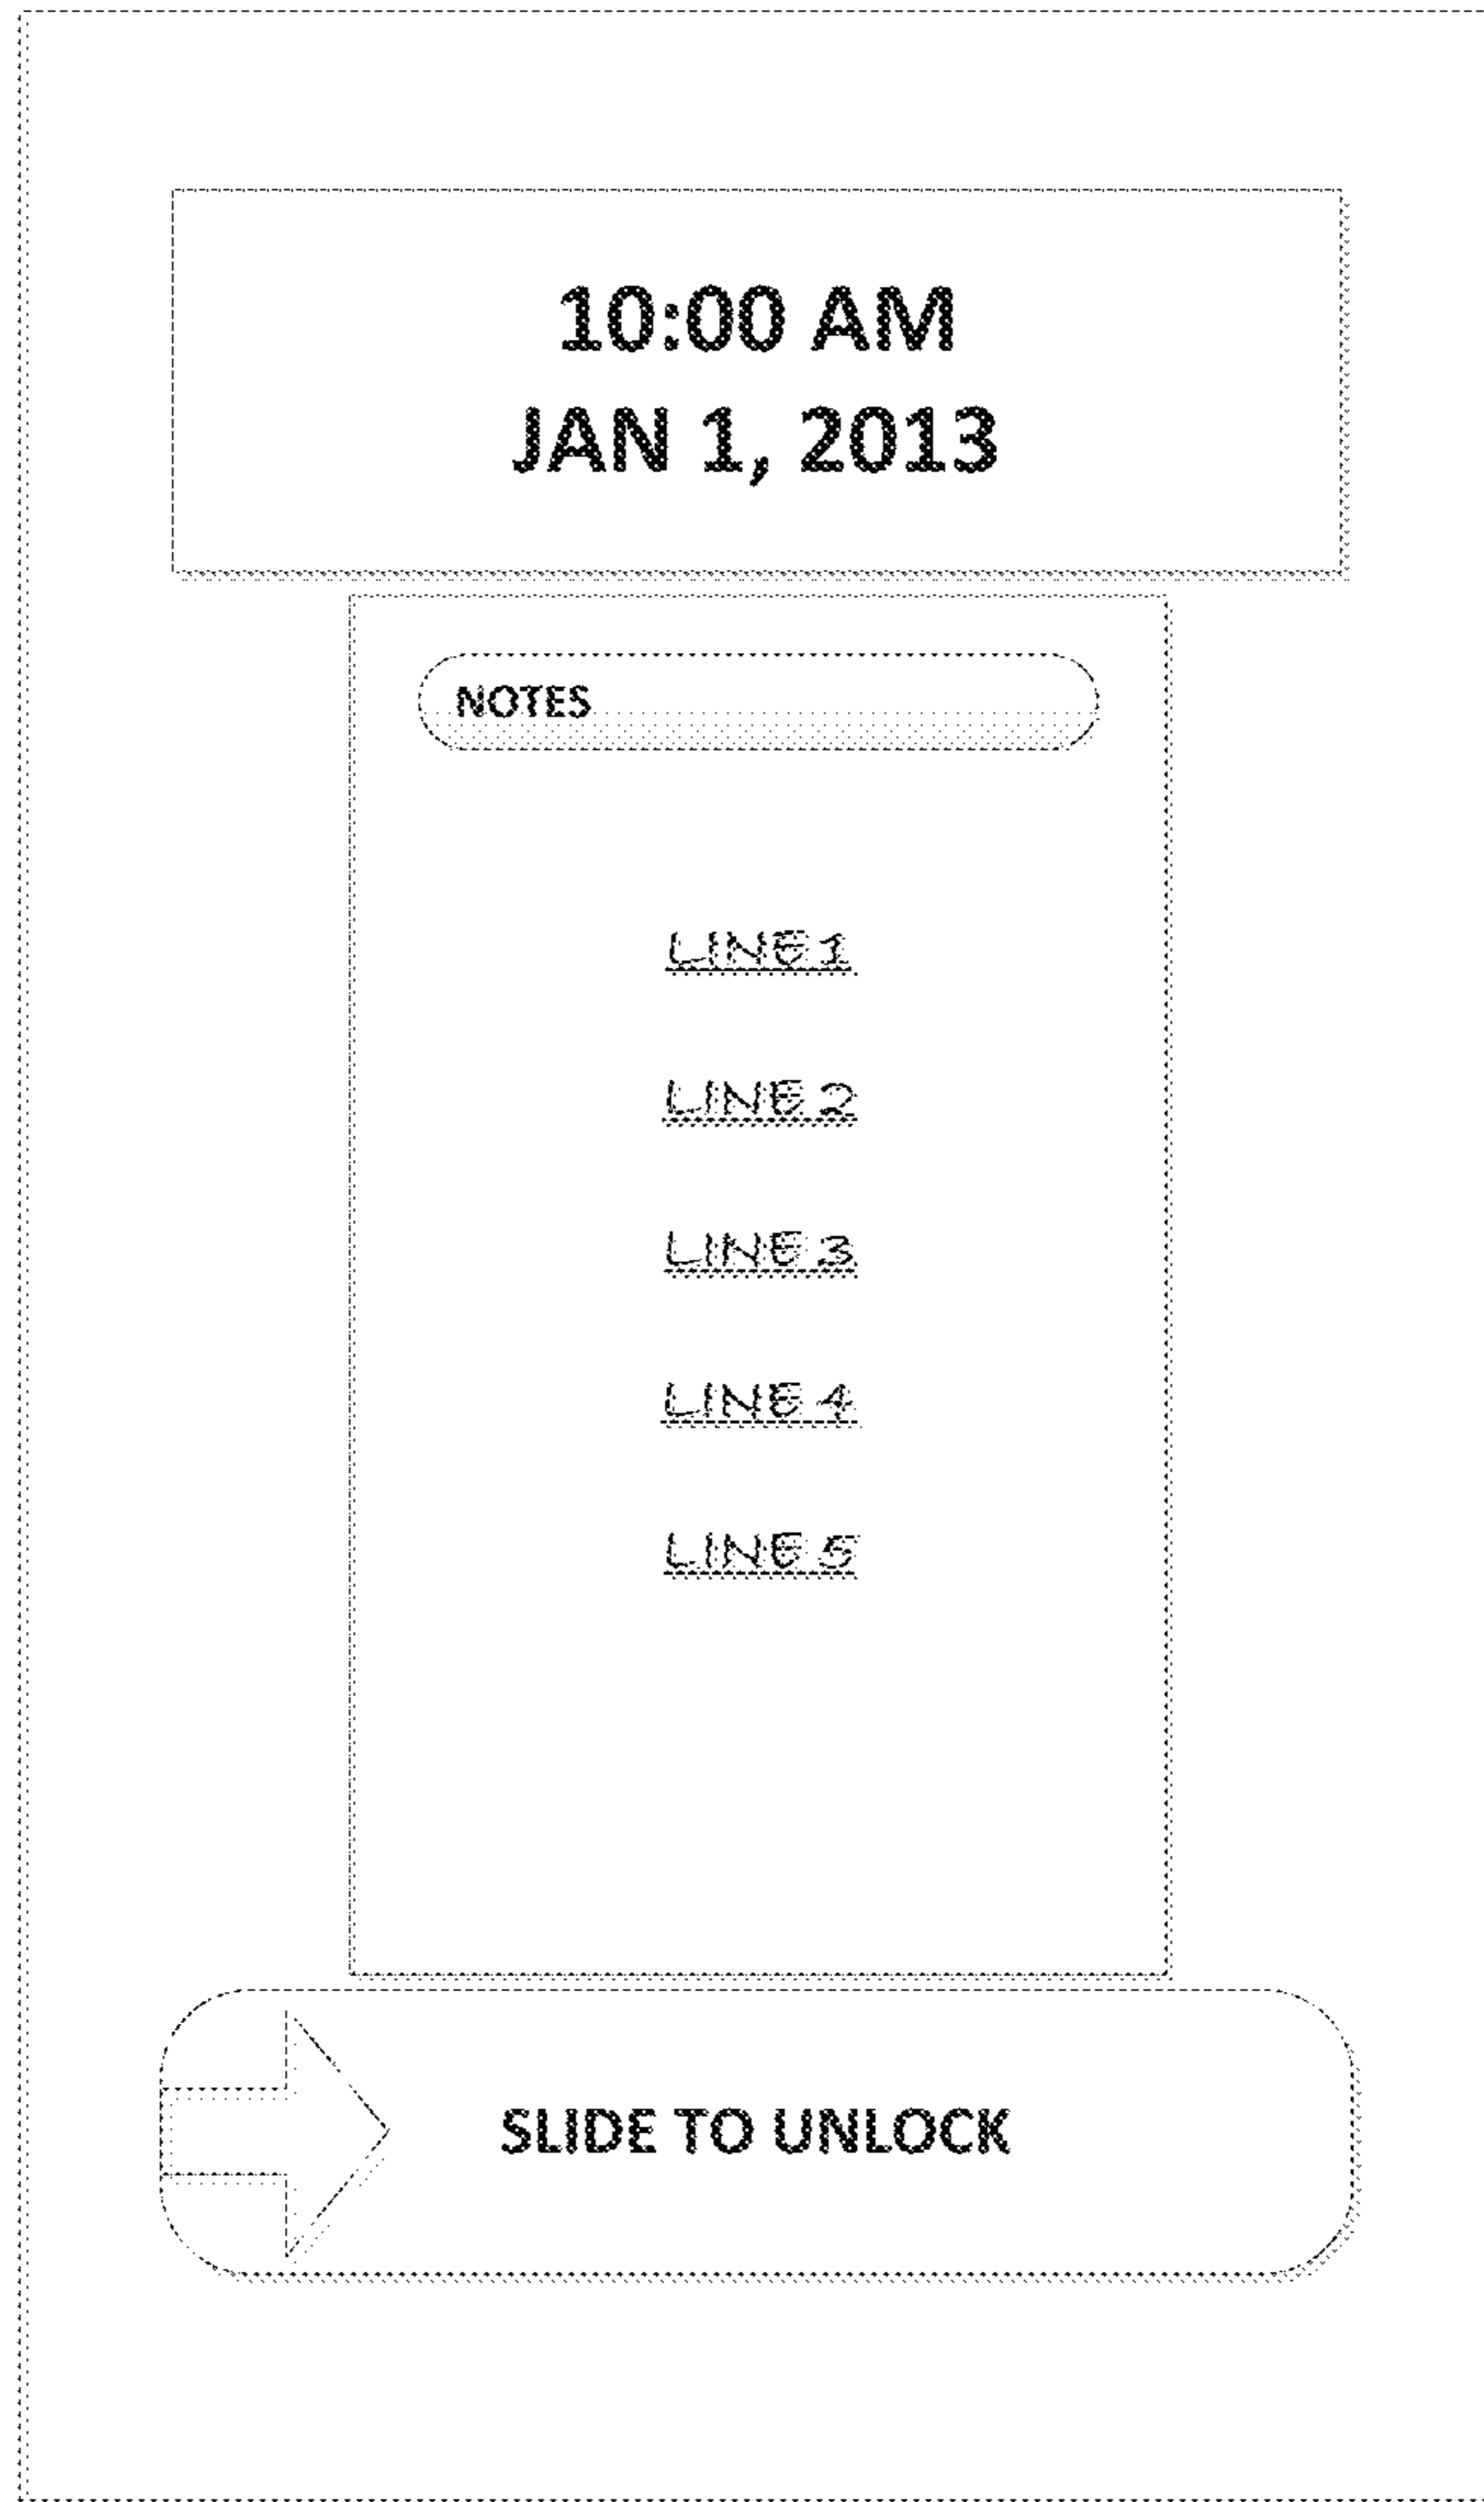 10:00 AM
JAN 1, 2013
NOTES
LINE 1
LINE 2
LINE 3
LINE 4
LINE 5
SLIDE TO UNLOCK